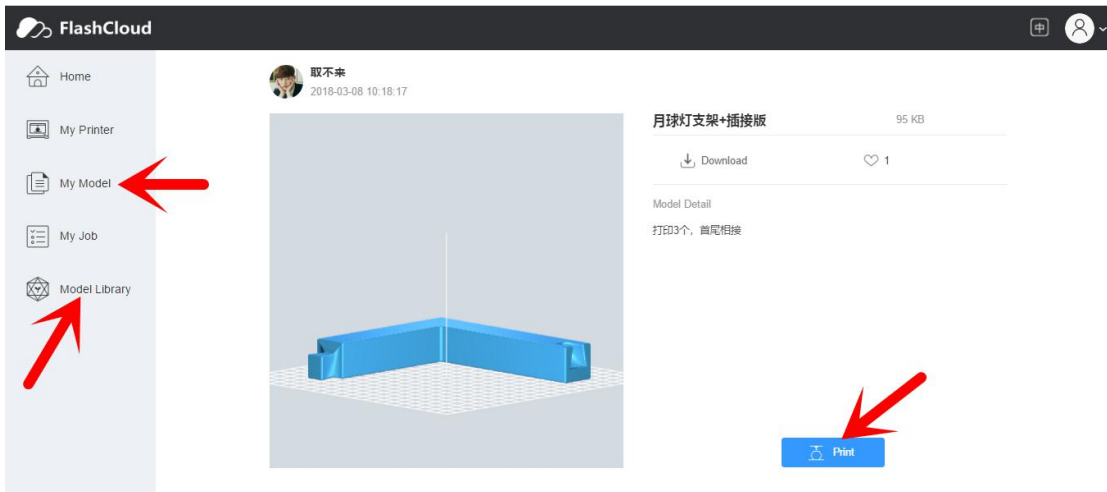 FlashCloud
中
Home
My Printer
My Model
My Job
Model Library
取不来
2018-03-08 10:18:17
月球灯支架+插接版
95 KB
Download
1
Model Detail
打印3个，首尾相接
Print